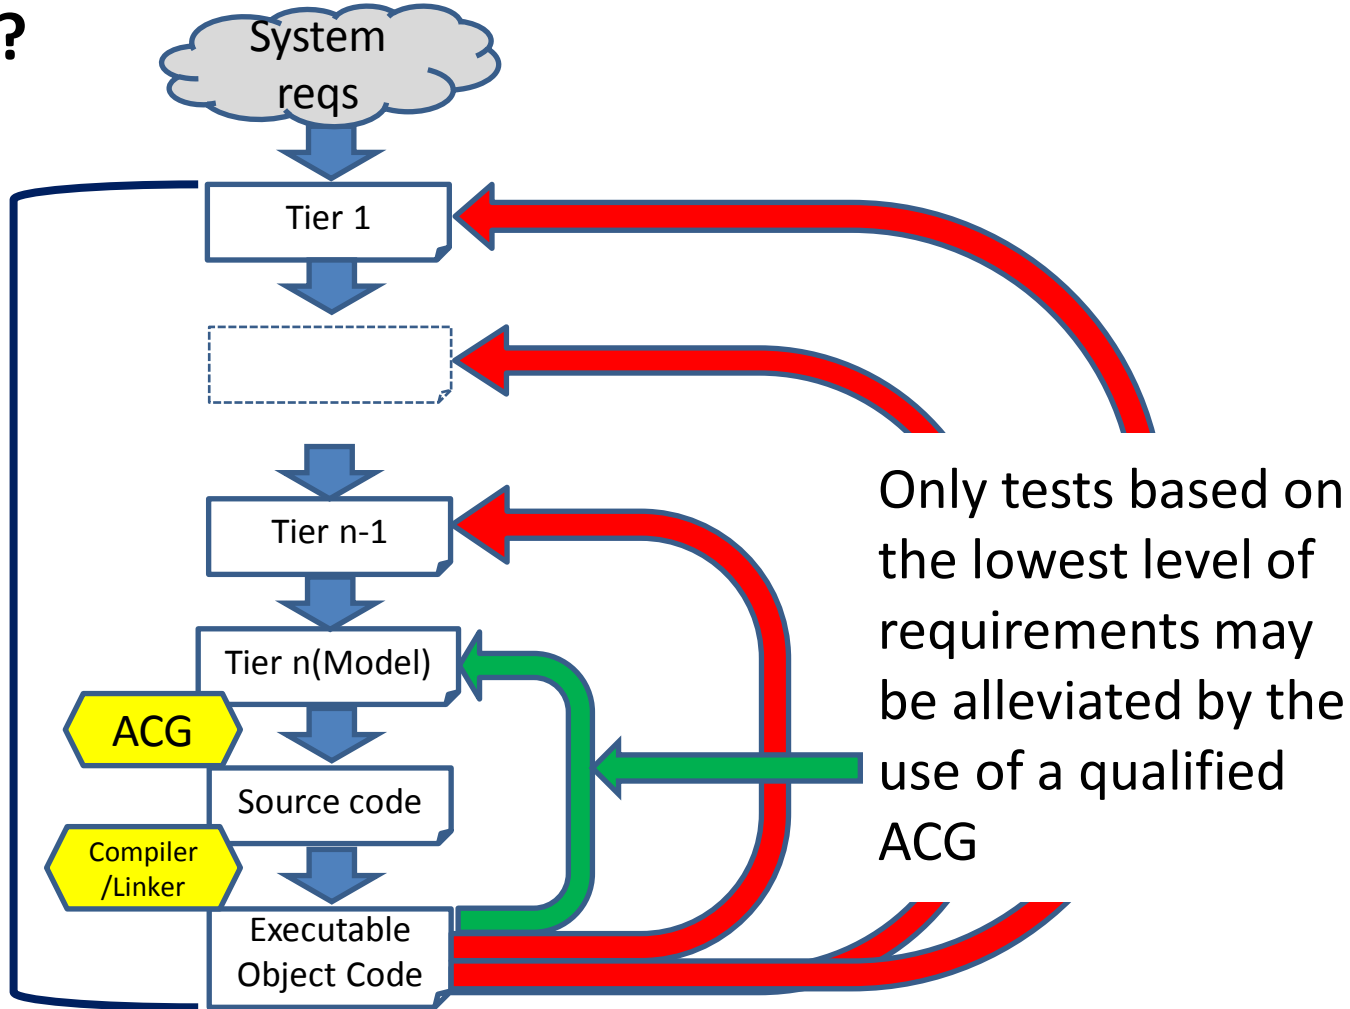 ?
System
reqs
Tier 1
Tier n-1
Tier n(Model)
ACG
Source code
Compiler
/Linker
Executable
Object Code
Only tests based on
the lowest level of
requirements may
be alleviated by the
use of a qualified
ACG